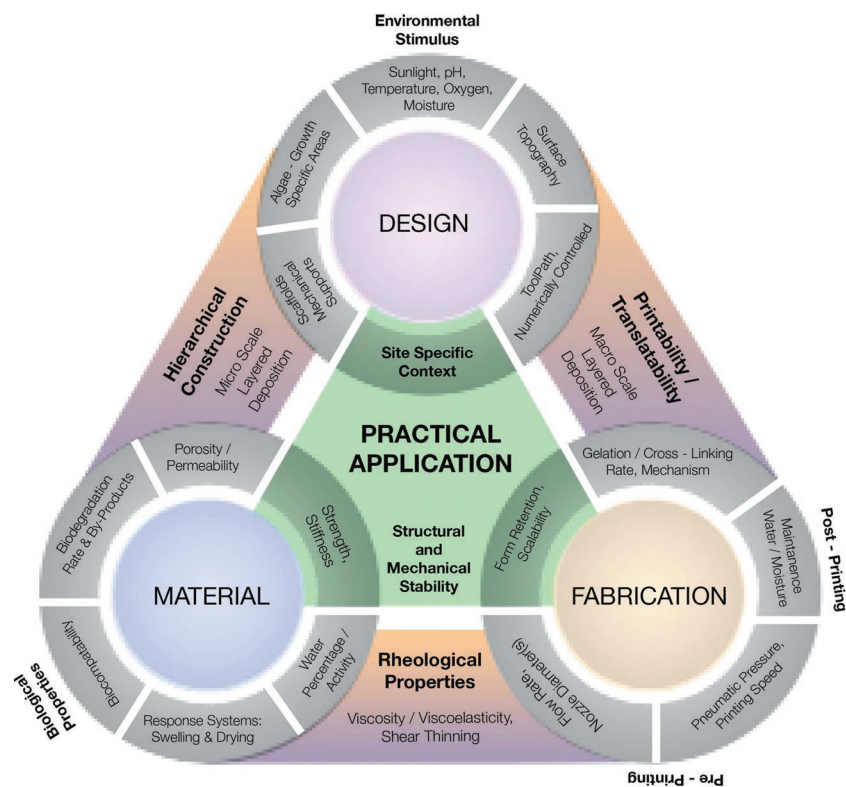 Environmental
Stimulus
Sunlight, pH,
Temperature, Oxygen,
Moisture
Algae - Growth
Specific Areas
Surface
Topography
DESIGN
Scaffolds
Mechanical
Supports
ToolPath,
Numerically Controlled
Site Specific
Context
Hierarchical
Construction
Micro Scale
Layered
Deposition
Printability /
Translatability
Macro Scale
Layered
Deposition
PRACTICAL
APPLICATION
Structural
and
Mechanical
Stability
Porosity /
Permeability
Biodegradation
Rate & By-Products
Strength,
Stiffness
MATERIAL
Biocompatability
Biological
Properties
Response Systems:
Swelling & Drying
Water
Percentage /
Activity
Rheological
Properties
Viscosity / Viscoelasticity,
Shear Thinning
Gelation / Cross - Linking
Rate, Mechanism
Form Retention,
Scalability
FABRICATION
Maintanence
Water / Moisture
Post - Printing
Flow Rate,
Nozzle Diameter(s)
Pneumatic Pressure,
Printing Speed
Pre - Printing